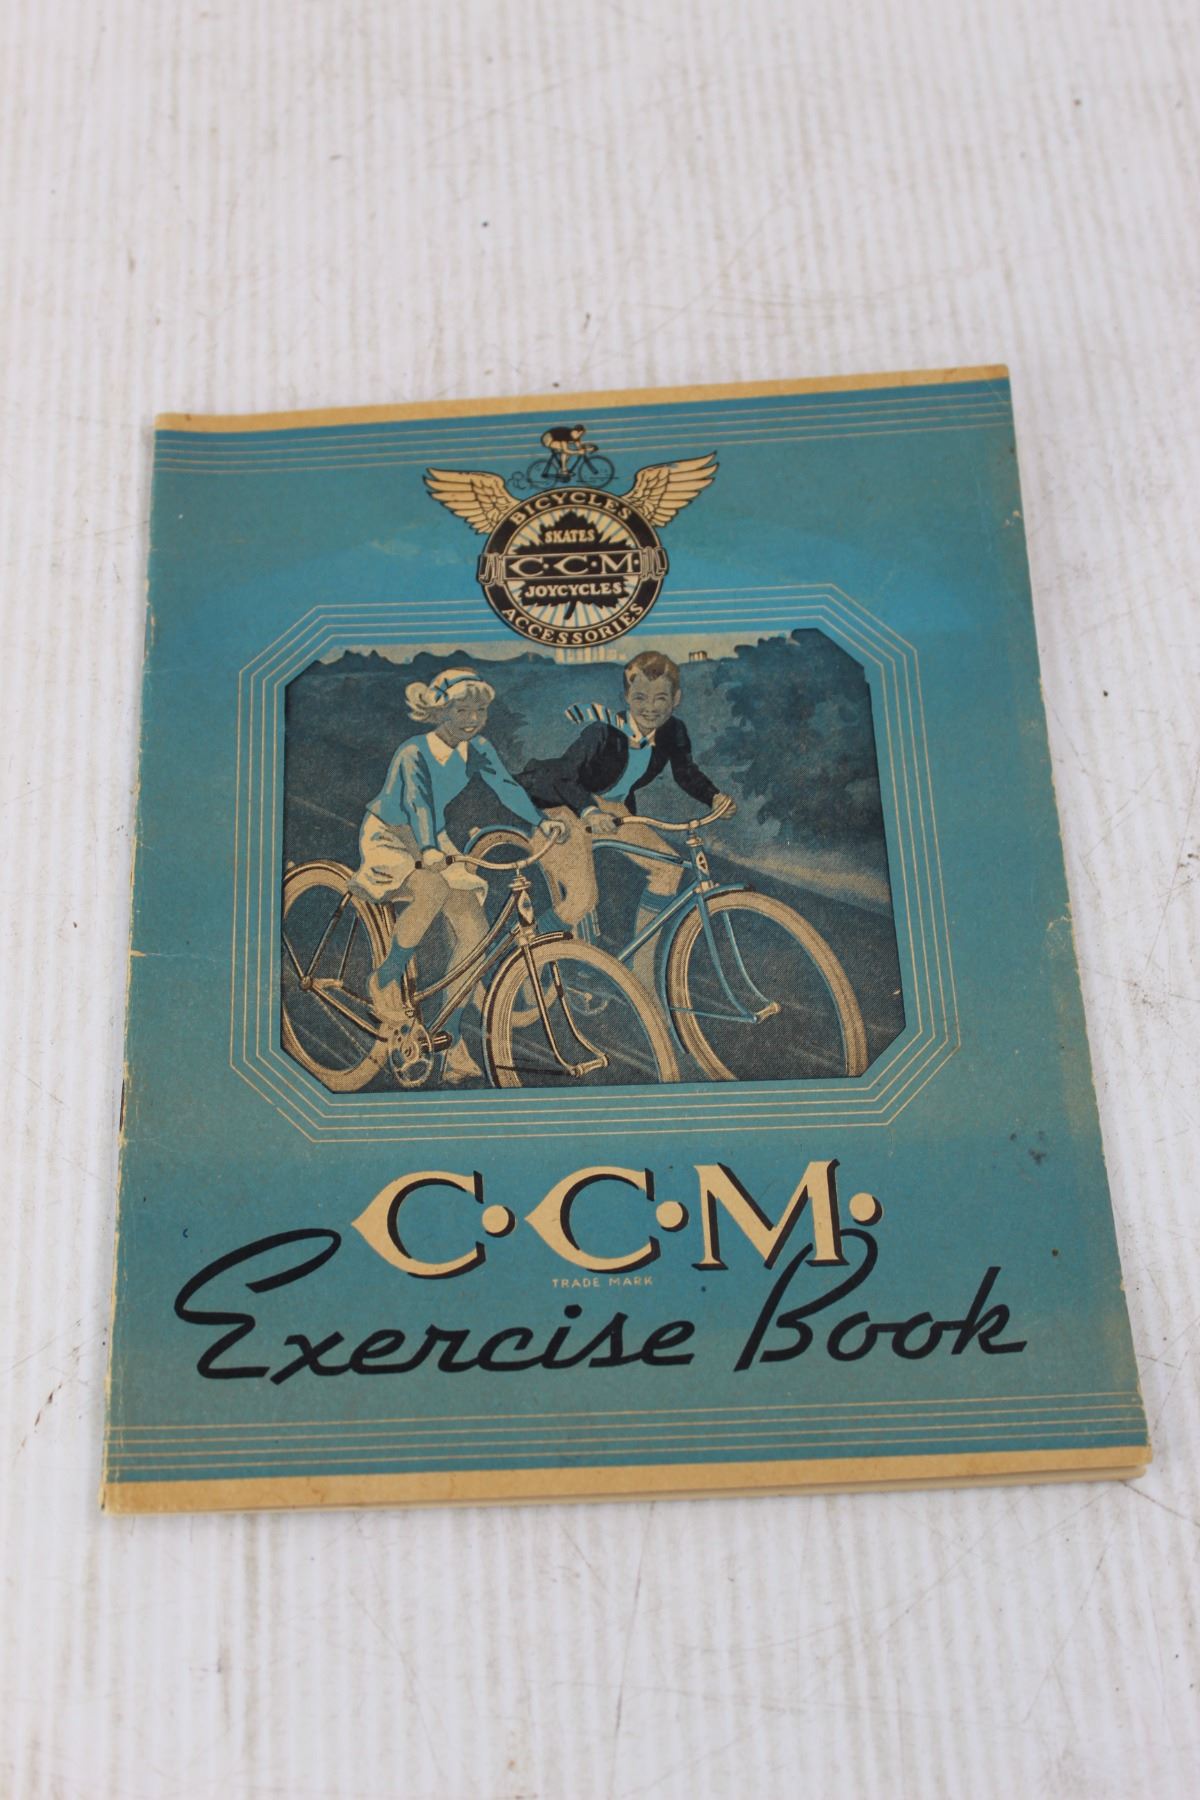 BICYCLES
SKATES
C·C·M·
JOYCYCLES
ACCESSORIES
C·C·M·
TRADE MARK
Exercise Book